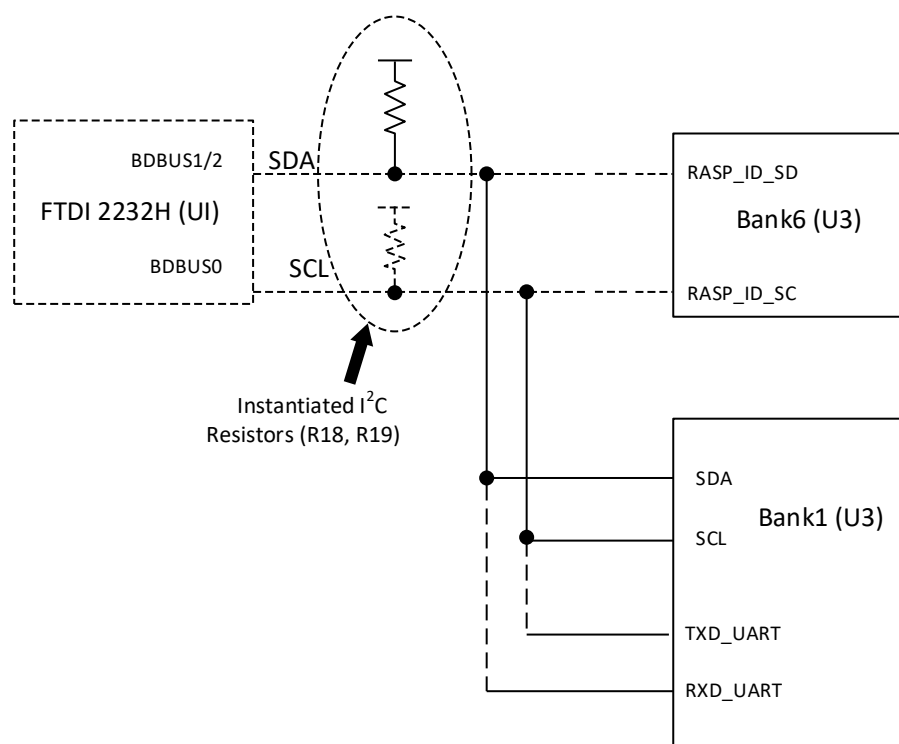 BDBUS1/2
FTDI 2232H (UI)
BDBUS0
SDA
SCL
Instantiated I²C
Resistors (R18, R19)
RASP_ID_SD
Bank6 (U3)
RASP_ID_SC
SDA
Bank1 (U3)
SCL
TXD_UART
RXD_UART